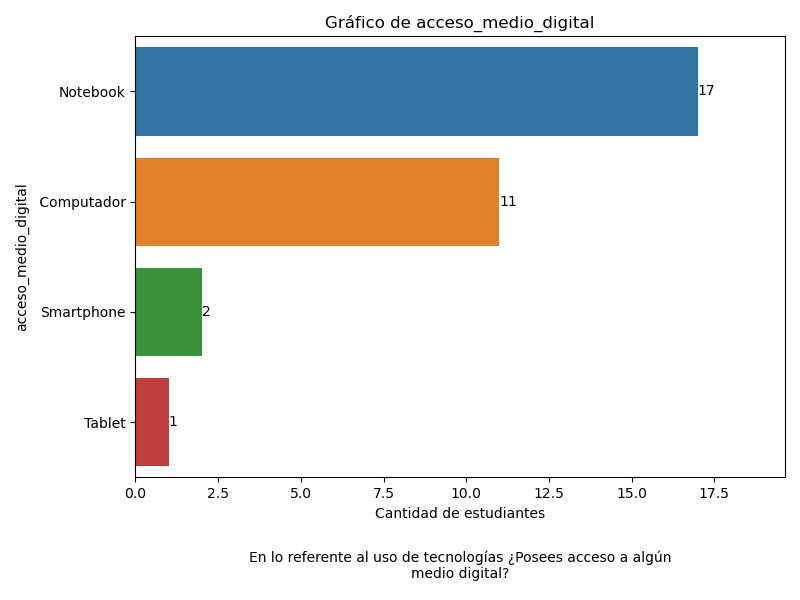 Gráfico de acceso_medio_digital
acceso_medio_digital
Notebook
17
Computador
11
Smartphone
2
Tablet
1
0.0 2.5 5.0 7.5 10.0 12.5 15.0 17.5
Cantidad de estudiantes
En lo referente al uso de tecnologías ¿Posees acceso a algún
medio digital?